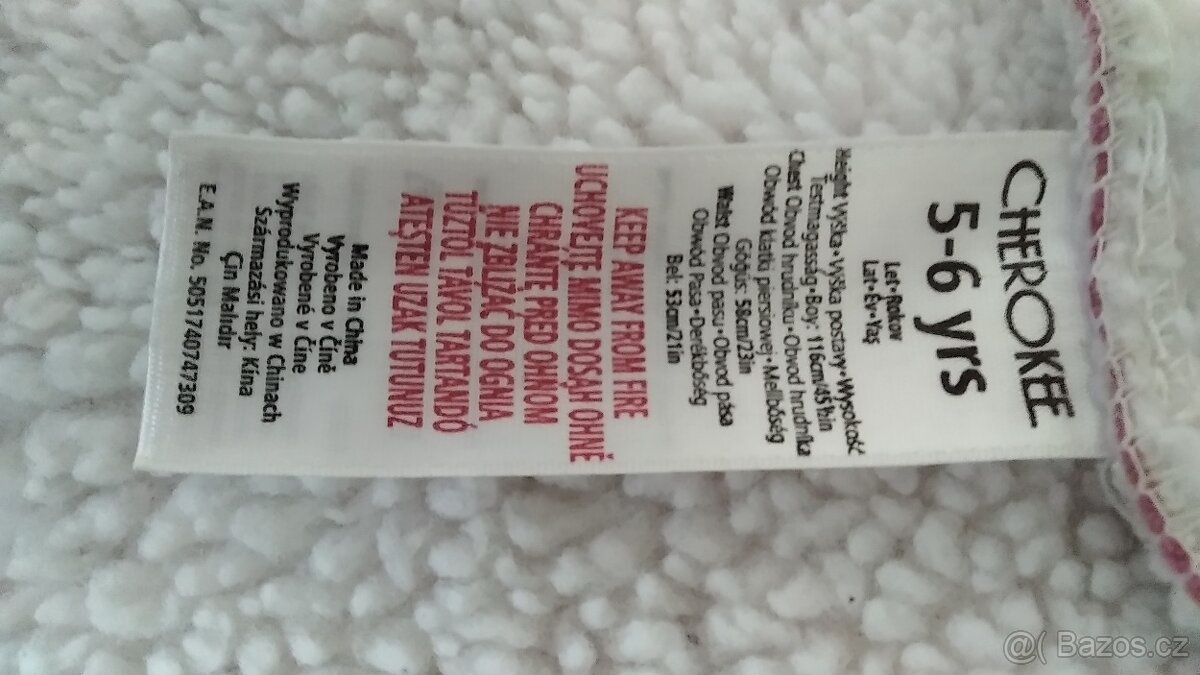 CHEROKEE
5-6 yrs
Let•Rokov
Lat•Év•Yaş
Height Výška•Výška postavy•Wysokość
Testmagasság•Boy: 116cm/45½in
Chest Obvod hrudníku•Obvod hrudníka
Obwód klatki piersiowej•Mellbőség
Göğüs: 58cm/23in
Waist Obvod pasu•Obvod pása
Obwód Pasa•Derékbőség
Bel: 53cm/21in
KEEP AWAY FROM FIRE
UCHOVEJTE MIMO DOSAH OHNĚ
CHRÁNTE PRED OHŇOM
NIE ZBLIŻAĆ DO OGNIA
TŰZTŐL TÁVOL TARTANDÓ
ATEŞTEN UZAK TUTUNUZ
Made in China
Vyrobeno v Číně
Vyrobené v Číne
Wyprodukowano w Chinach
Származási hely: Kína
Çin Malıdır
E.A.N. No. 5051740747309
@( Bazos.cz